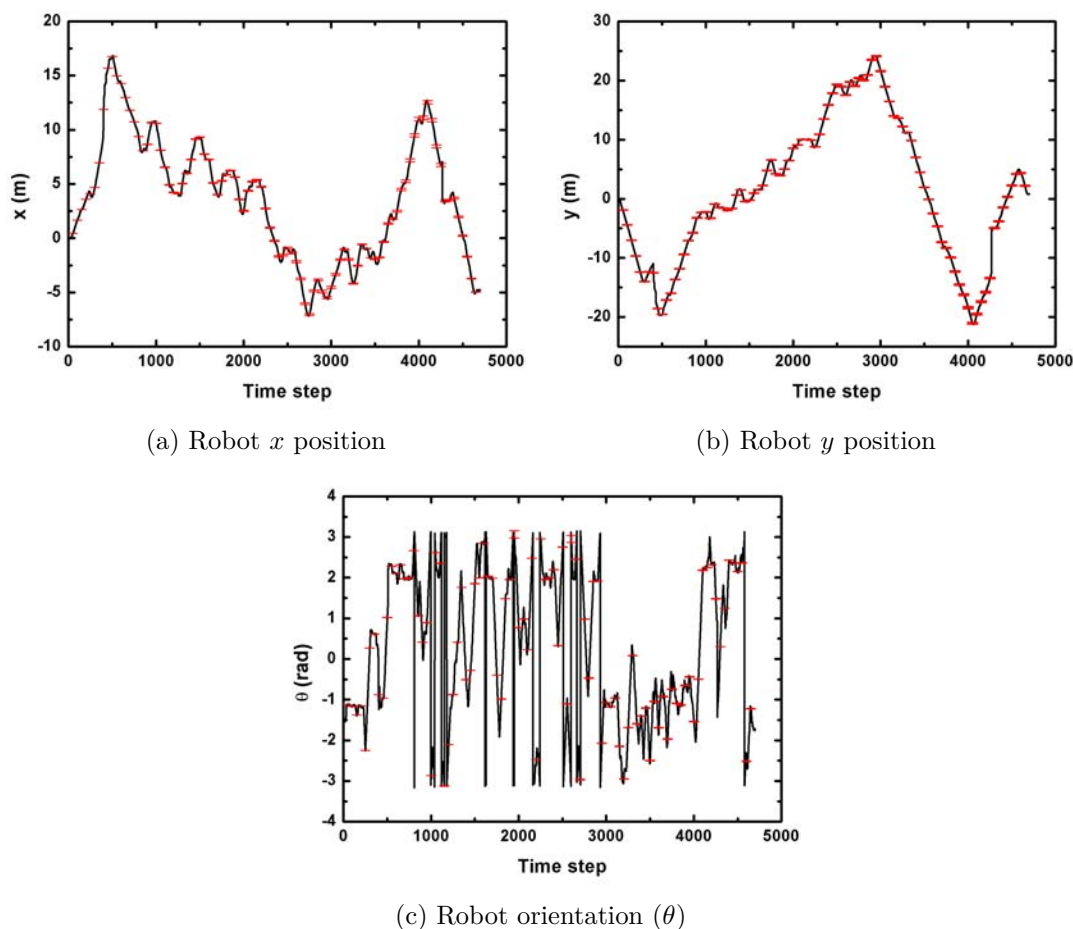 20
15
10
5
0
-5
-10
x (m)
0 1000 2000 3000 4000 5000
Time step
(a) Robot x position
30
20
10
0
-10
-20
y (m)
0 1000 2000 3000 4000 5000
Time step
(b) Robot y position
4
3
2
1
0
-1
-2
-3
-4
θ (rad)
0 1000 2000 3000 4000 5000
Time step
(c) Robot orientation (θ)